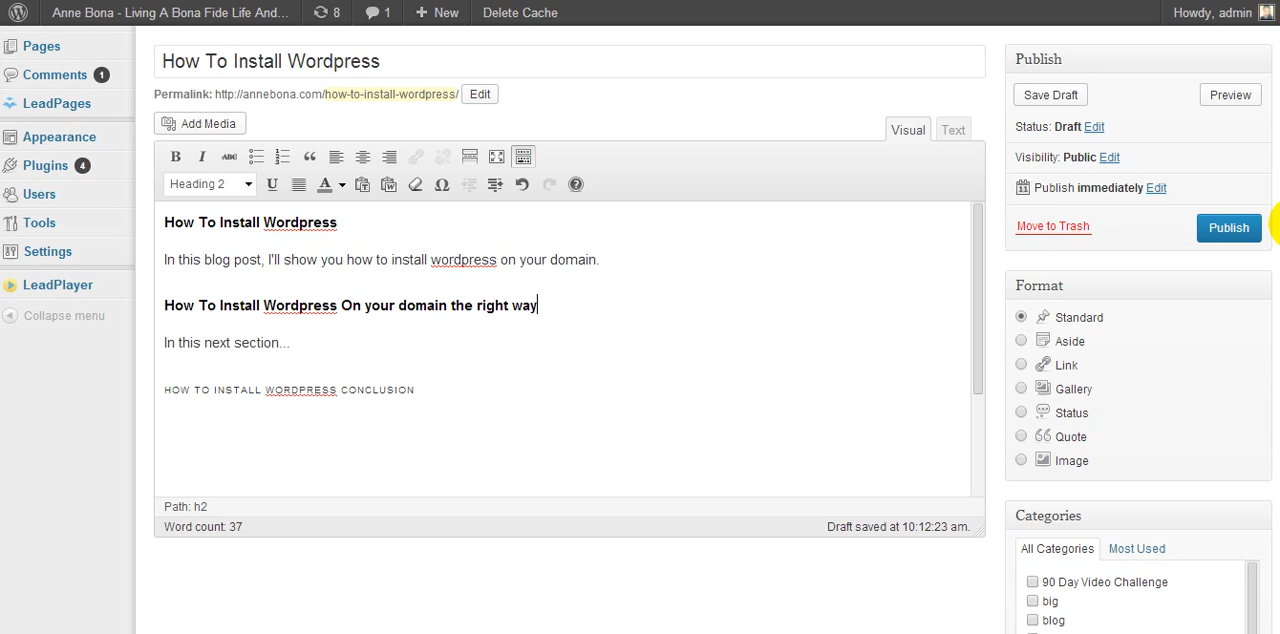 Anne Bona - Living A Bona Fide Life And... 8 1 + New Delete Cache Howdy, admin
Pages
Comments 1
LeadPages
Appearance
Plugins 4
Users
Tools
Settings
LeadPlayer
Collapse menu
How To Install Wordpress
Permalink: http://annebona.com/how-to-install-wordpress/ Edit
Add Media
Visual Text
B I ABC
Heading 2 U A Ω ?
How To Install Wordpress
In this blog post, I'll show you how to install wordpress on your domain.
How To Install Wordpress On your domain the right way
In this next section...
HOW TO INSTALL WORDPRESS CONCLUSION
Path: h2
Word count: 37 Draft saved at 10:12:23 am.
Publish
Save Draft Preview
Status: Draft Edit
Visibility: Public Edit
Publish immediately Edit
Move to Trash Publish
Format
Standard
Aside
Link
Gallery
Status
Quote
Image
Categories
All Categories Most Used
90 Day Video Challenge
big
blog